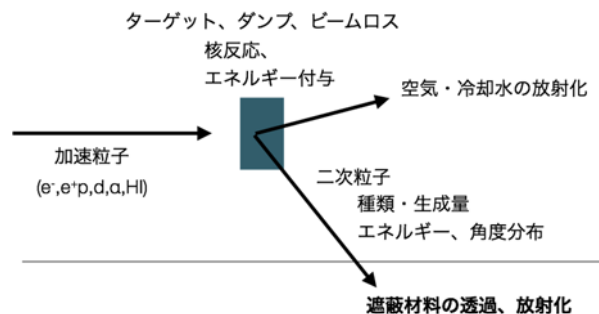 ターゲット、ダンプ、ビームロス
核反応、
エネルギー付与
空気・冷却水の放射化
加速粒子
(e⁻,e⁺p,d,α,HI)
二次粒子
種類・生成量
エネルギー、角度分布
遮蔽材料の透過、放射化